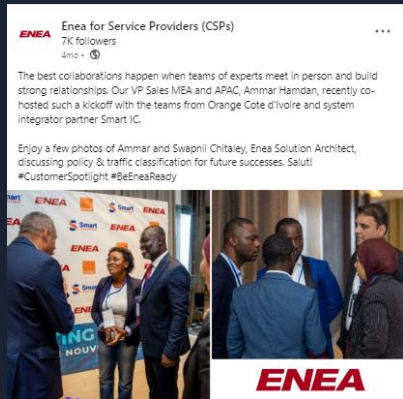 ENEA
Enea for Service Providers (CSPs)
7K followers
4mo •
The best collaborations happen when teams of experts meet in person and build
strong relationships. Our VP Sales MEA and APAC, Ammar Hamdan, recently co-
hosted such a kickoff with the teams from Orange Cote d'Ivoire and system
integrator partner Smart IC.
Enjoy a few photos of Ammar and Swapnil Chitaley, Enea Solution Architect,
discussing policy & traffic classification for future successes. Salut!
#CustomerSpotlight #BeEneaReady
ENEA
Smart
ENEA
Smart
ENEA
ING
NOUV
ENEA